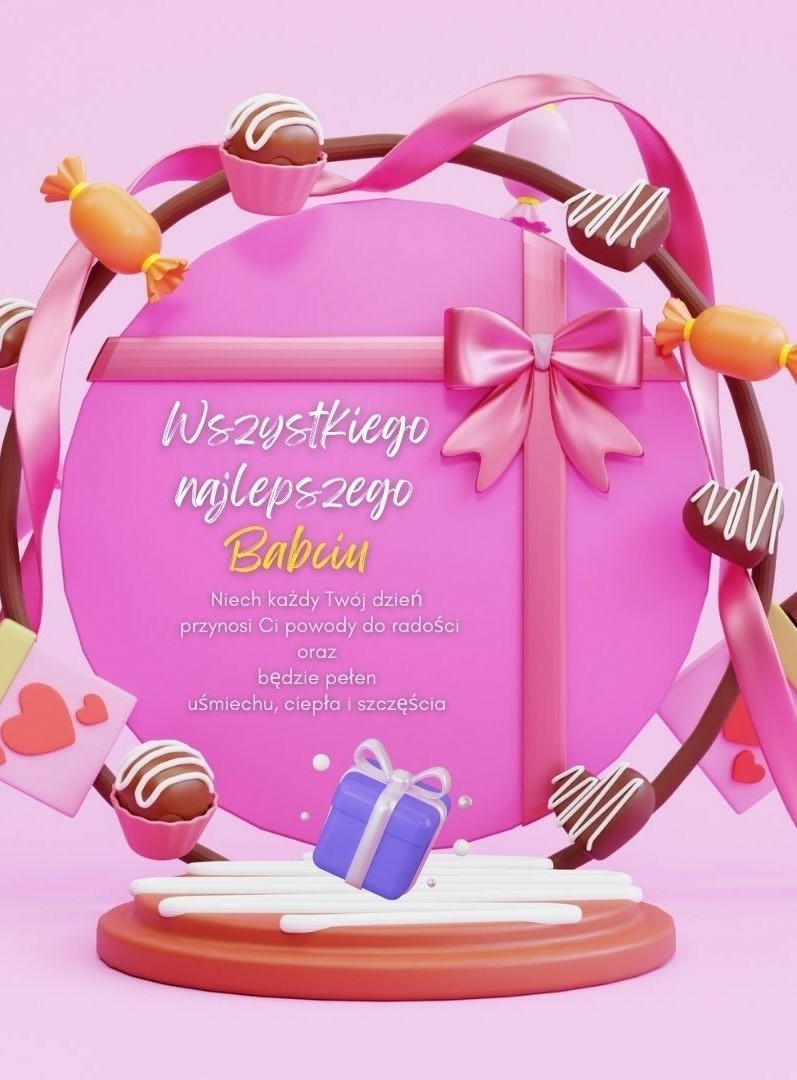 Wszystkiego
najlepszego
Babciu
Niech każdy Twój dzień
przynosi Ci powody do radości
oraz
będzie pełen
uśmiechu, ciepła i szczęścia